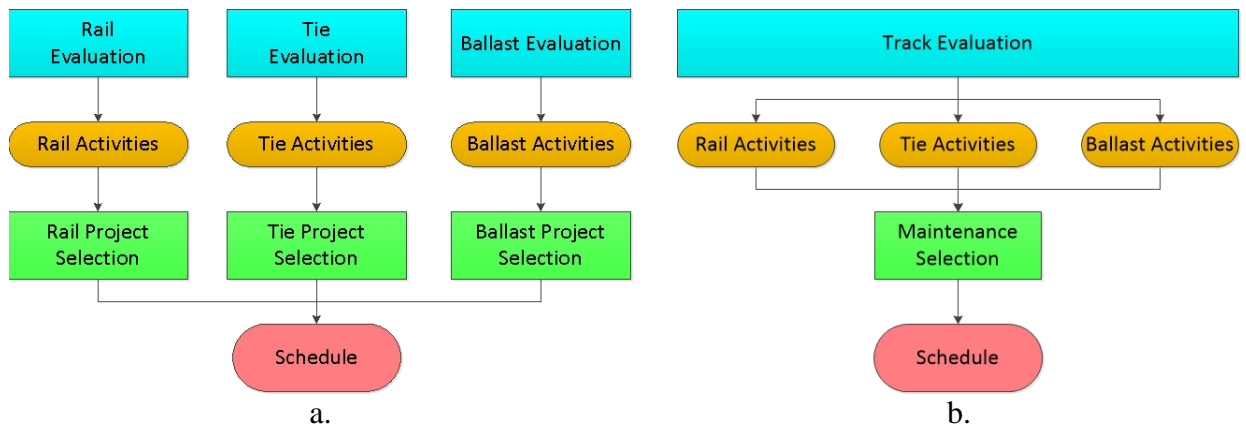 Rail
Evaluation
Tie
Evaluation
Ballast Evaluation
Rail Activities
Tie Activities
Ballast Activities
Rail Project
Selection
Tie Project
Selection
Ballast Project
Selection
Schedule
a.
Track Evaluation
Rail Activities
Tie Activities
Ballast Activities
Maintenance
Selection
Schedule
b.